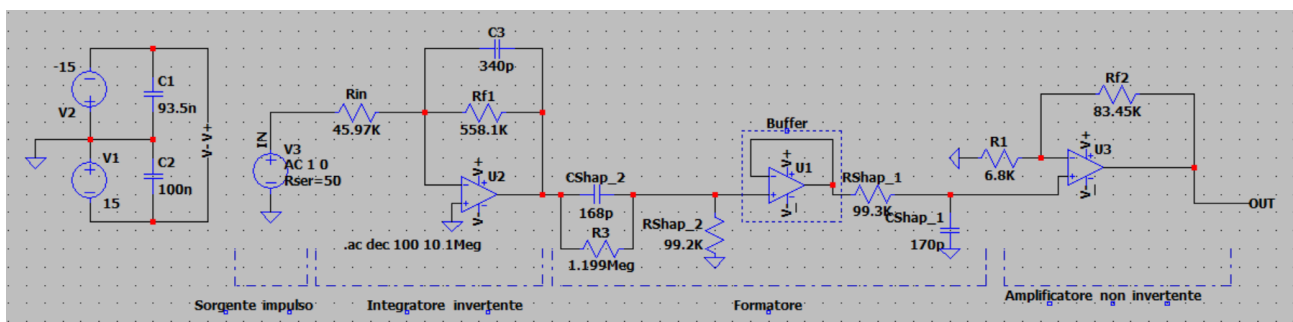 -15
V2
C1
93.5n
V1
15
C2
100n
V- V+
IN
V3
AC 1 0
Rser=50
Rin
45.97K
C3
340p
Rf1
558.1K
V+
U2
V-
.ac dec 100 10 1Meg
CShap_2
168p
R3
1.199Meg
RShap_2
99.2K
Buffer
V+
U1
V-
RShap_1
99.3K
CShap_1
170p
R1
6.8K
Rf2
83.45K
V+
U3
V-
OUT
Sorgente impulso
Integratore invertente
Formatore
Amplificatore non invertente